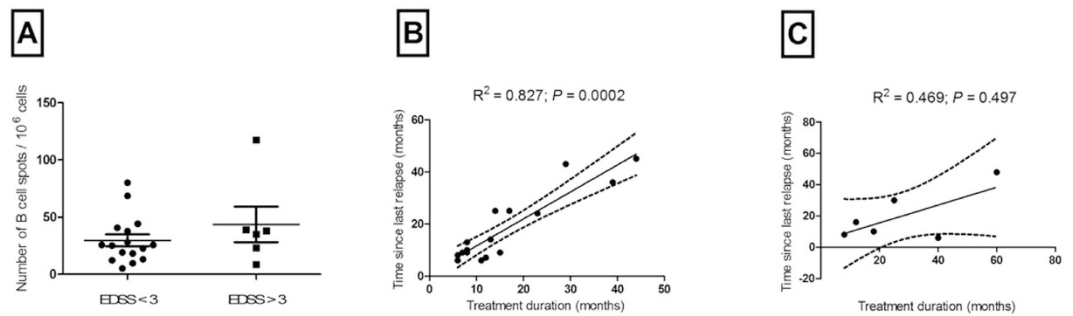 A
Number of B cell spots / 10⁶ cells
150
100
50
0
EDSS<3
EDSS>3
B
R² = 0.827; P = 0.0002
Time since last relapse (months)
60
40
20
0
0 10 20 30 40 50
Treatment duration (months)
C
R² = 0.469; P = 0.497
Time since last relapse (months)
80
60
40
20
0
-20
20 40 60 80
Treatment duration (months)